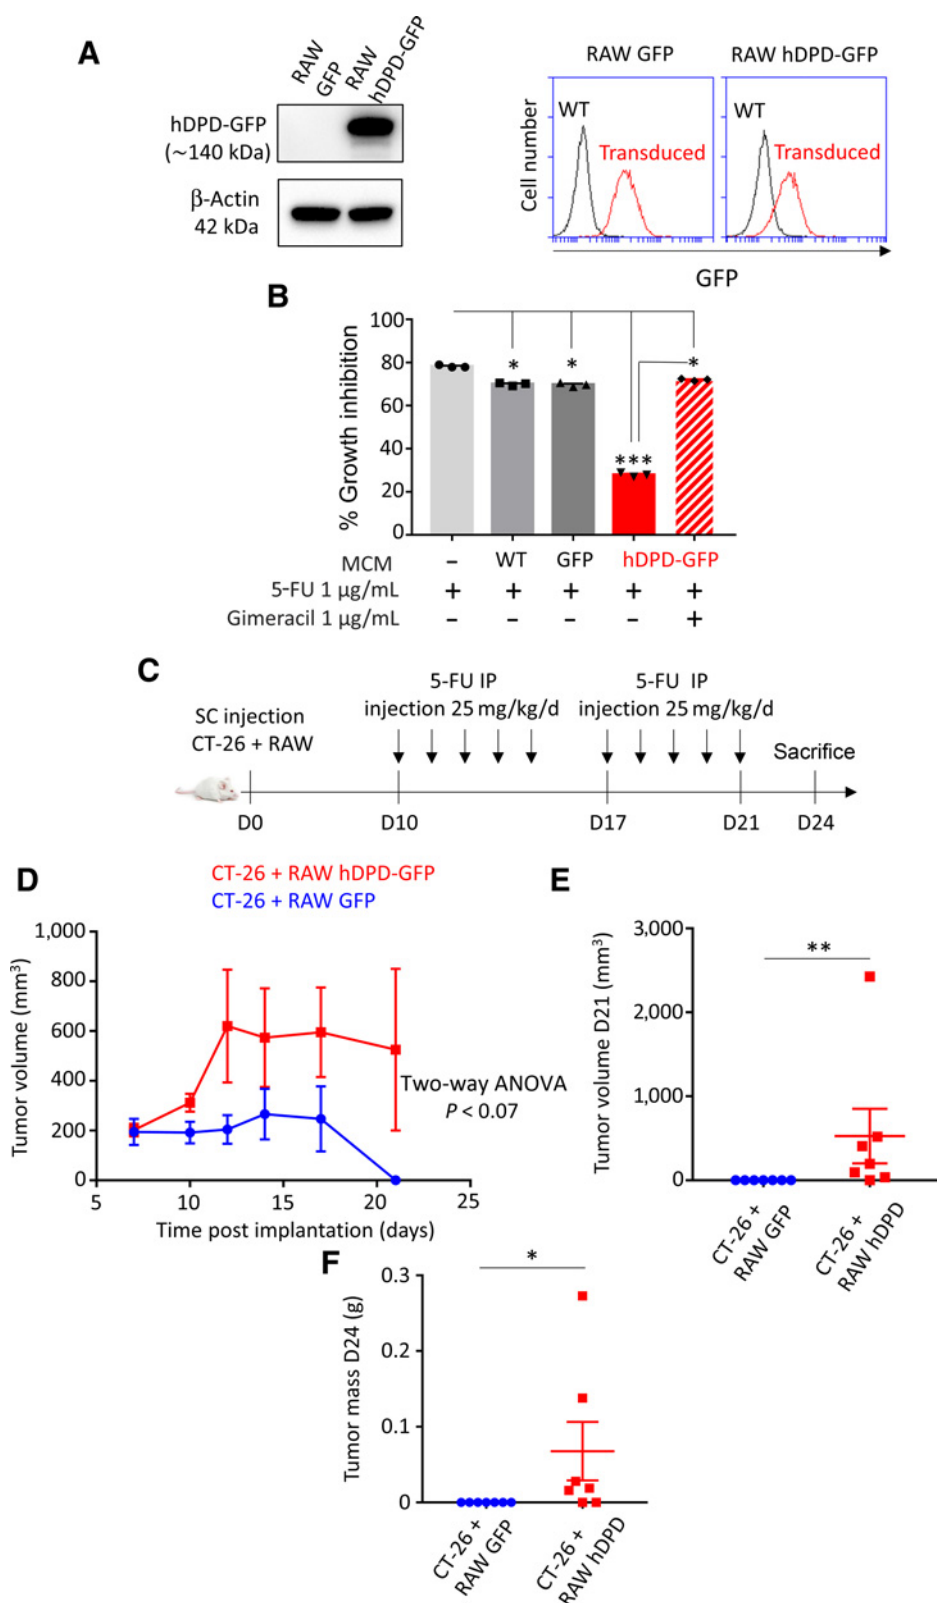 A
RAW
GFP
RAW
hDPD-GFP
hDPD-GFP
(~140 kDa)
β-Actin
42 kDa
RAW GFP
RAW hDPD-GFP
Cell number
WT
Transduced
WT
Transduced
GFP
B
% Growth inhibition
100
80
60
40
20
0
*
*
***
*
MCM
–
WT
GFP
hDPD-GFP
5-FU 1 µg/mL
+
+
+
+
+
Gimeracil 1 µg/mL
–
–
–
–
+
C
SC injection
CT-26 + RAW
5-FU IP
injection 25 mg/kg/d
5-FU IP
injection 25 mg/kg/d
Sacrifice
D0
D10
D17
D21
D24
D
CT-26 + RAW hDPD-GFP
CT-26 + RAW GFP
Tumor volume (mm³)
1,000
800
600
400
200
0
5
10
15
20
25
Time post implantation (days)
Two-way ANOVA
P < 0.07
E
Tumor volume D21 (mm³)
3,000
2,000
1,000
0
**
CT-26 +
RAW GFP
CT-26 +
RAW hDPD
F
Tumor mass D24 (g)
0.3
0.2
0.1
0
*
CT-26 +
RAW GFP
CT-26 +
RAW hDPD